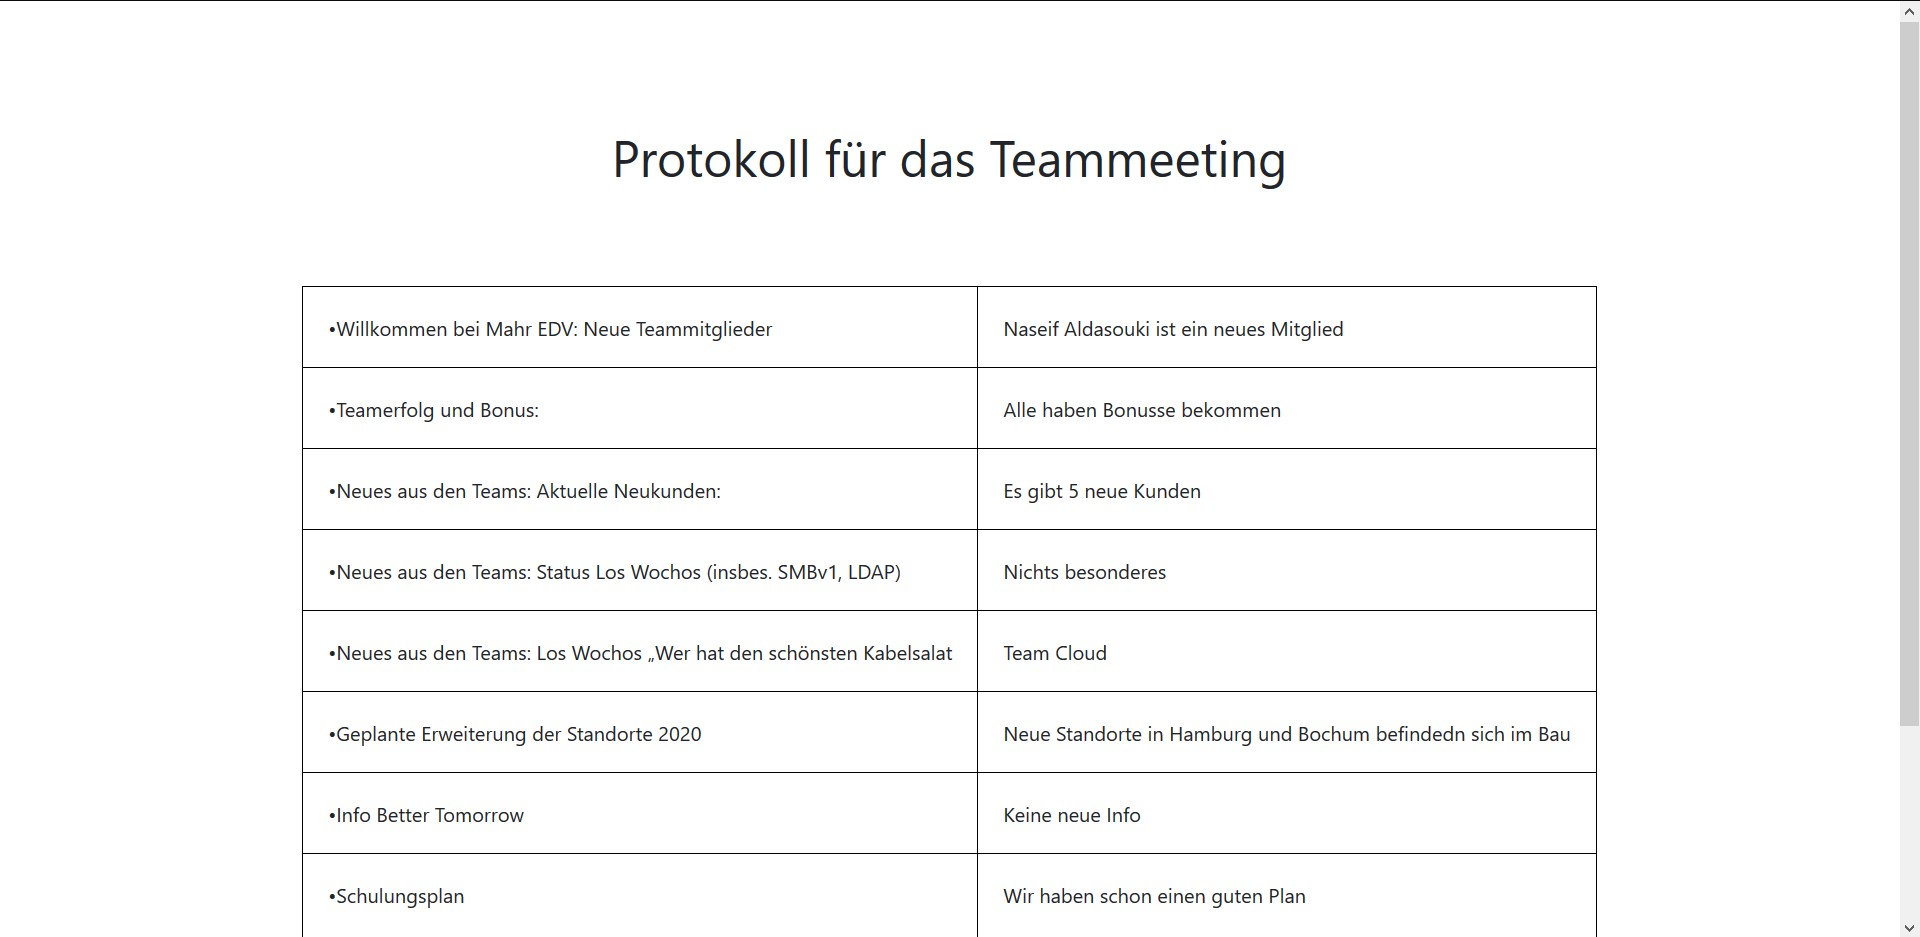 Protokoll für das Teammeeting
•Willkommen bei Mahr EDV: Neue Teammitglieder
Naseif Aldasouki ist ein neues Mitglied
•Teamerfolg und Bonus:
Alle haben Bonusse bekommen
•Neues aus den Teams: Aktuelle Neukunden:
Es gibt 5 neue Kunden
•Neues aus den Teams: Status Los Wochos (insbes. SMBv1, LDAP)
Nichts besonderes
•Neues aus den Teams: Los Wochos „Wer hat den schönsten Kabelsalat
Team Cloud
•Geplante Erweiterung der Standorte 2020
Neue Standorte in Hamburg und Bochum befindedn sich im Bau
•Info Better Tomorrow
Keine neue Info
•Schulungsplan
Wir haben schon einen guten Plan